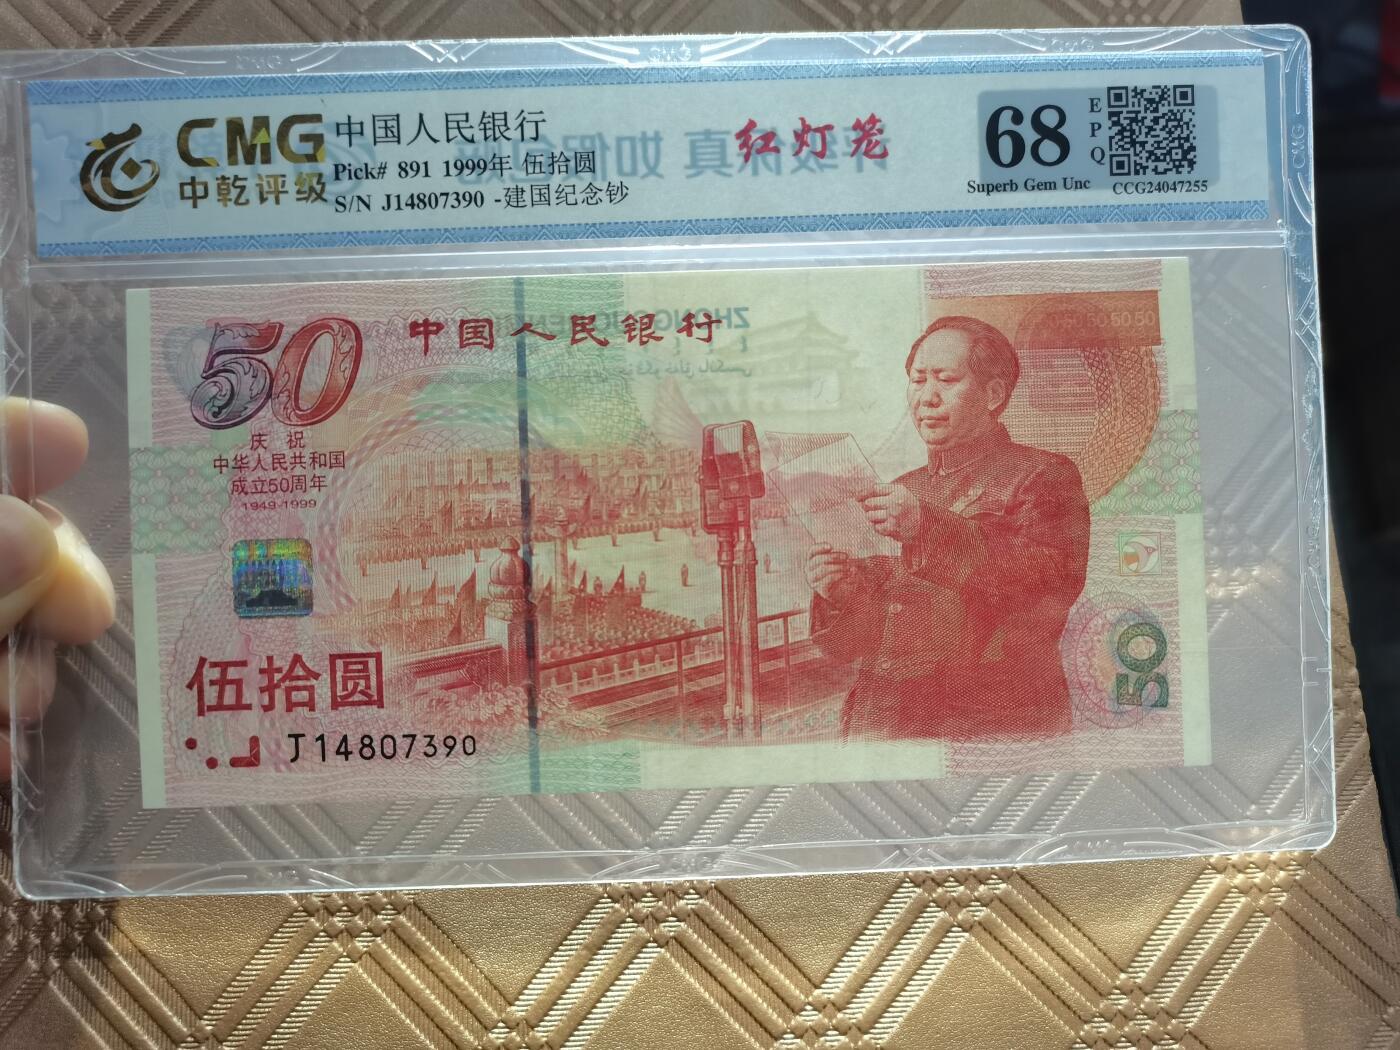 CMG
中乾评级
中国人民银行
Pick# 891 1999年 伍拾圆
S/N J14807390 -建国纪念钞
红灯笼
68
EPQ
Superb Gem Unc
CCG24047255
50
中国人民银行
庆祝
中华人民共和国
成立50周年
1949-1999
伍拾圆
J14807390
50